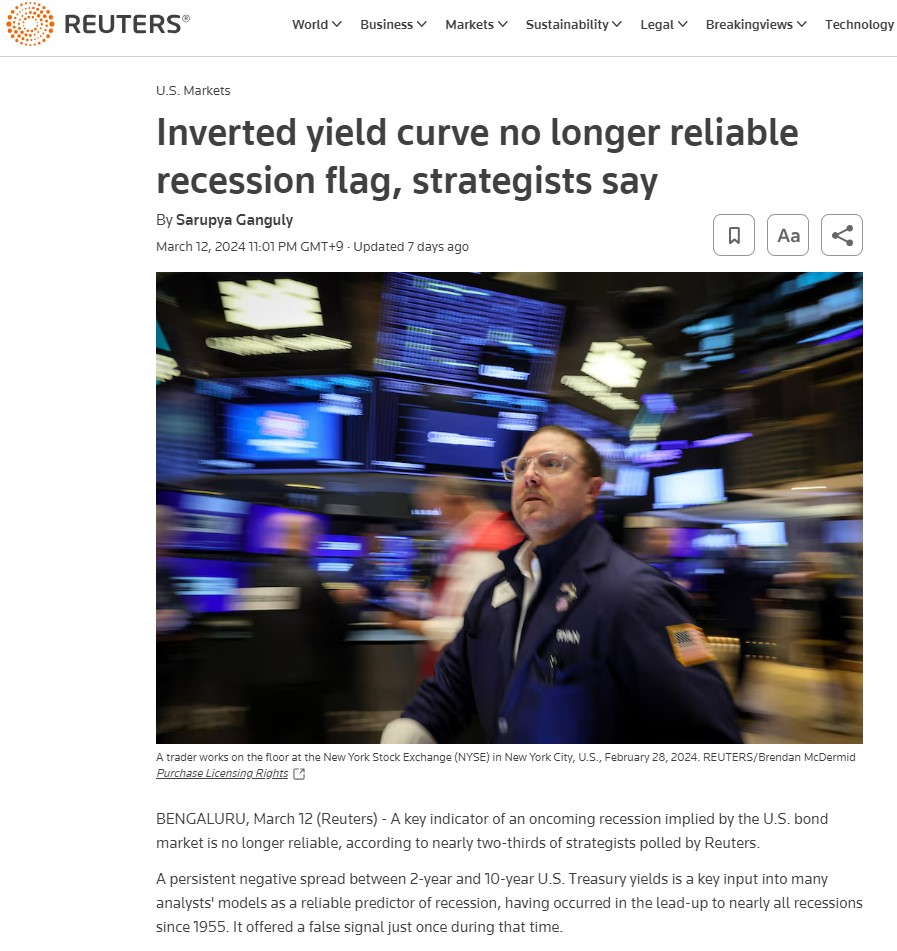 REUTERS®
World Business Markets Sustainability Legal Breakingviews Technology
U.S. Markets
Inverted yield curve no longer reliable
recession flag, strategists say
By Sarupya Ganguly
March 12, 2024 11:01 PM GMT+9 · Updated 7 days ago
Aa
A trader works on the floor at the New York Stock Exchange (NYSE) in New York City, U.S., February 28, 2024. REUTERS/Brendan McDermid
Purchase Licensing Rights
BENGALURU, March 12 (Reuters) - A key indicator of an oncoming recession implied by the U.S. bond
market is no longer reliable, according to nearly two-thirds of strategists polled by Reuters.
A persistent negative spread between 2-year and 10-year U.S. Treasury yields is a key input into many
analysts' models as a reliable predictor of recession, having occurred in the lead-up to nearly all recessions
since 1955. It offered a false signal just once during that time.